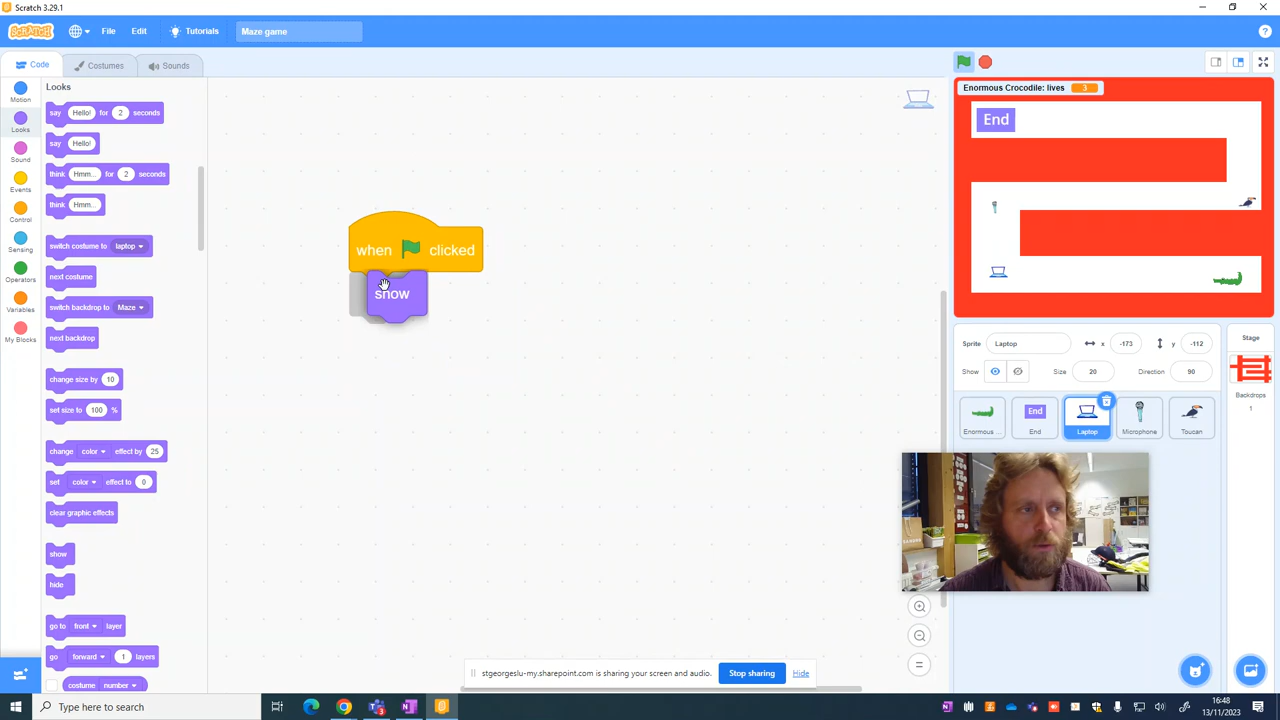 Scratch 3.29.1
SCRATCH File Edit Tutorials Maze game
Code Costumes Sounds
Motion
Looks
Sound
Events
Control
Sensing
Operators
Variables
My Blocks
Looks
say Hello! for 2 seconds
say Hello!
think Hmm... for 2 seconds
think Hmm...
switch costume to laptop
next costume
switch backdrop to Maze
next backdrop
change size by 10
set size to 100 %
change color effect by 25
set color effect to 0
clear graphic effects
show
hide
go to front layer
go forward 1 layers
costume number
when clicked
show
Enormous Crocodile: lives 3
End
Sprite Laptop x -173 y -112
Show Size 20 Direction 90
Enormous ...
End
End
Laptop
Microphone
Toucan
Stage
Backdrops
1
stgeorgeslu-my.sharepoint.com is sharing your screen and audio. Stop sharing Hide
Type here to search
16:48
13/11/2023